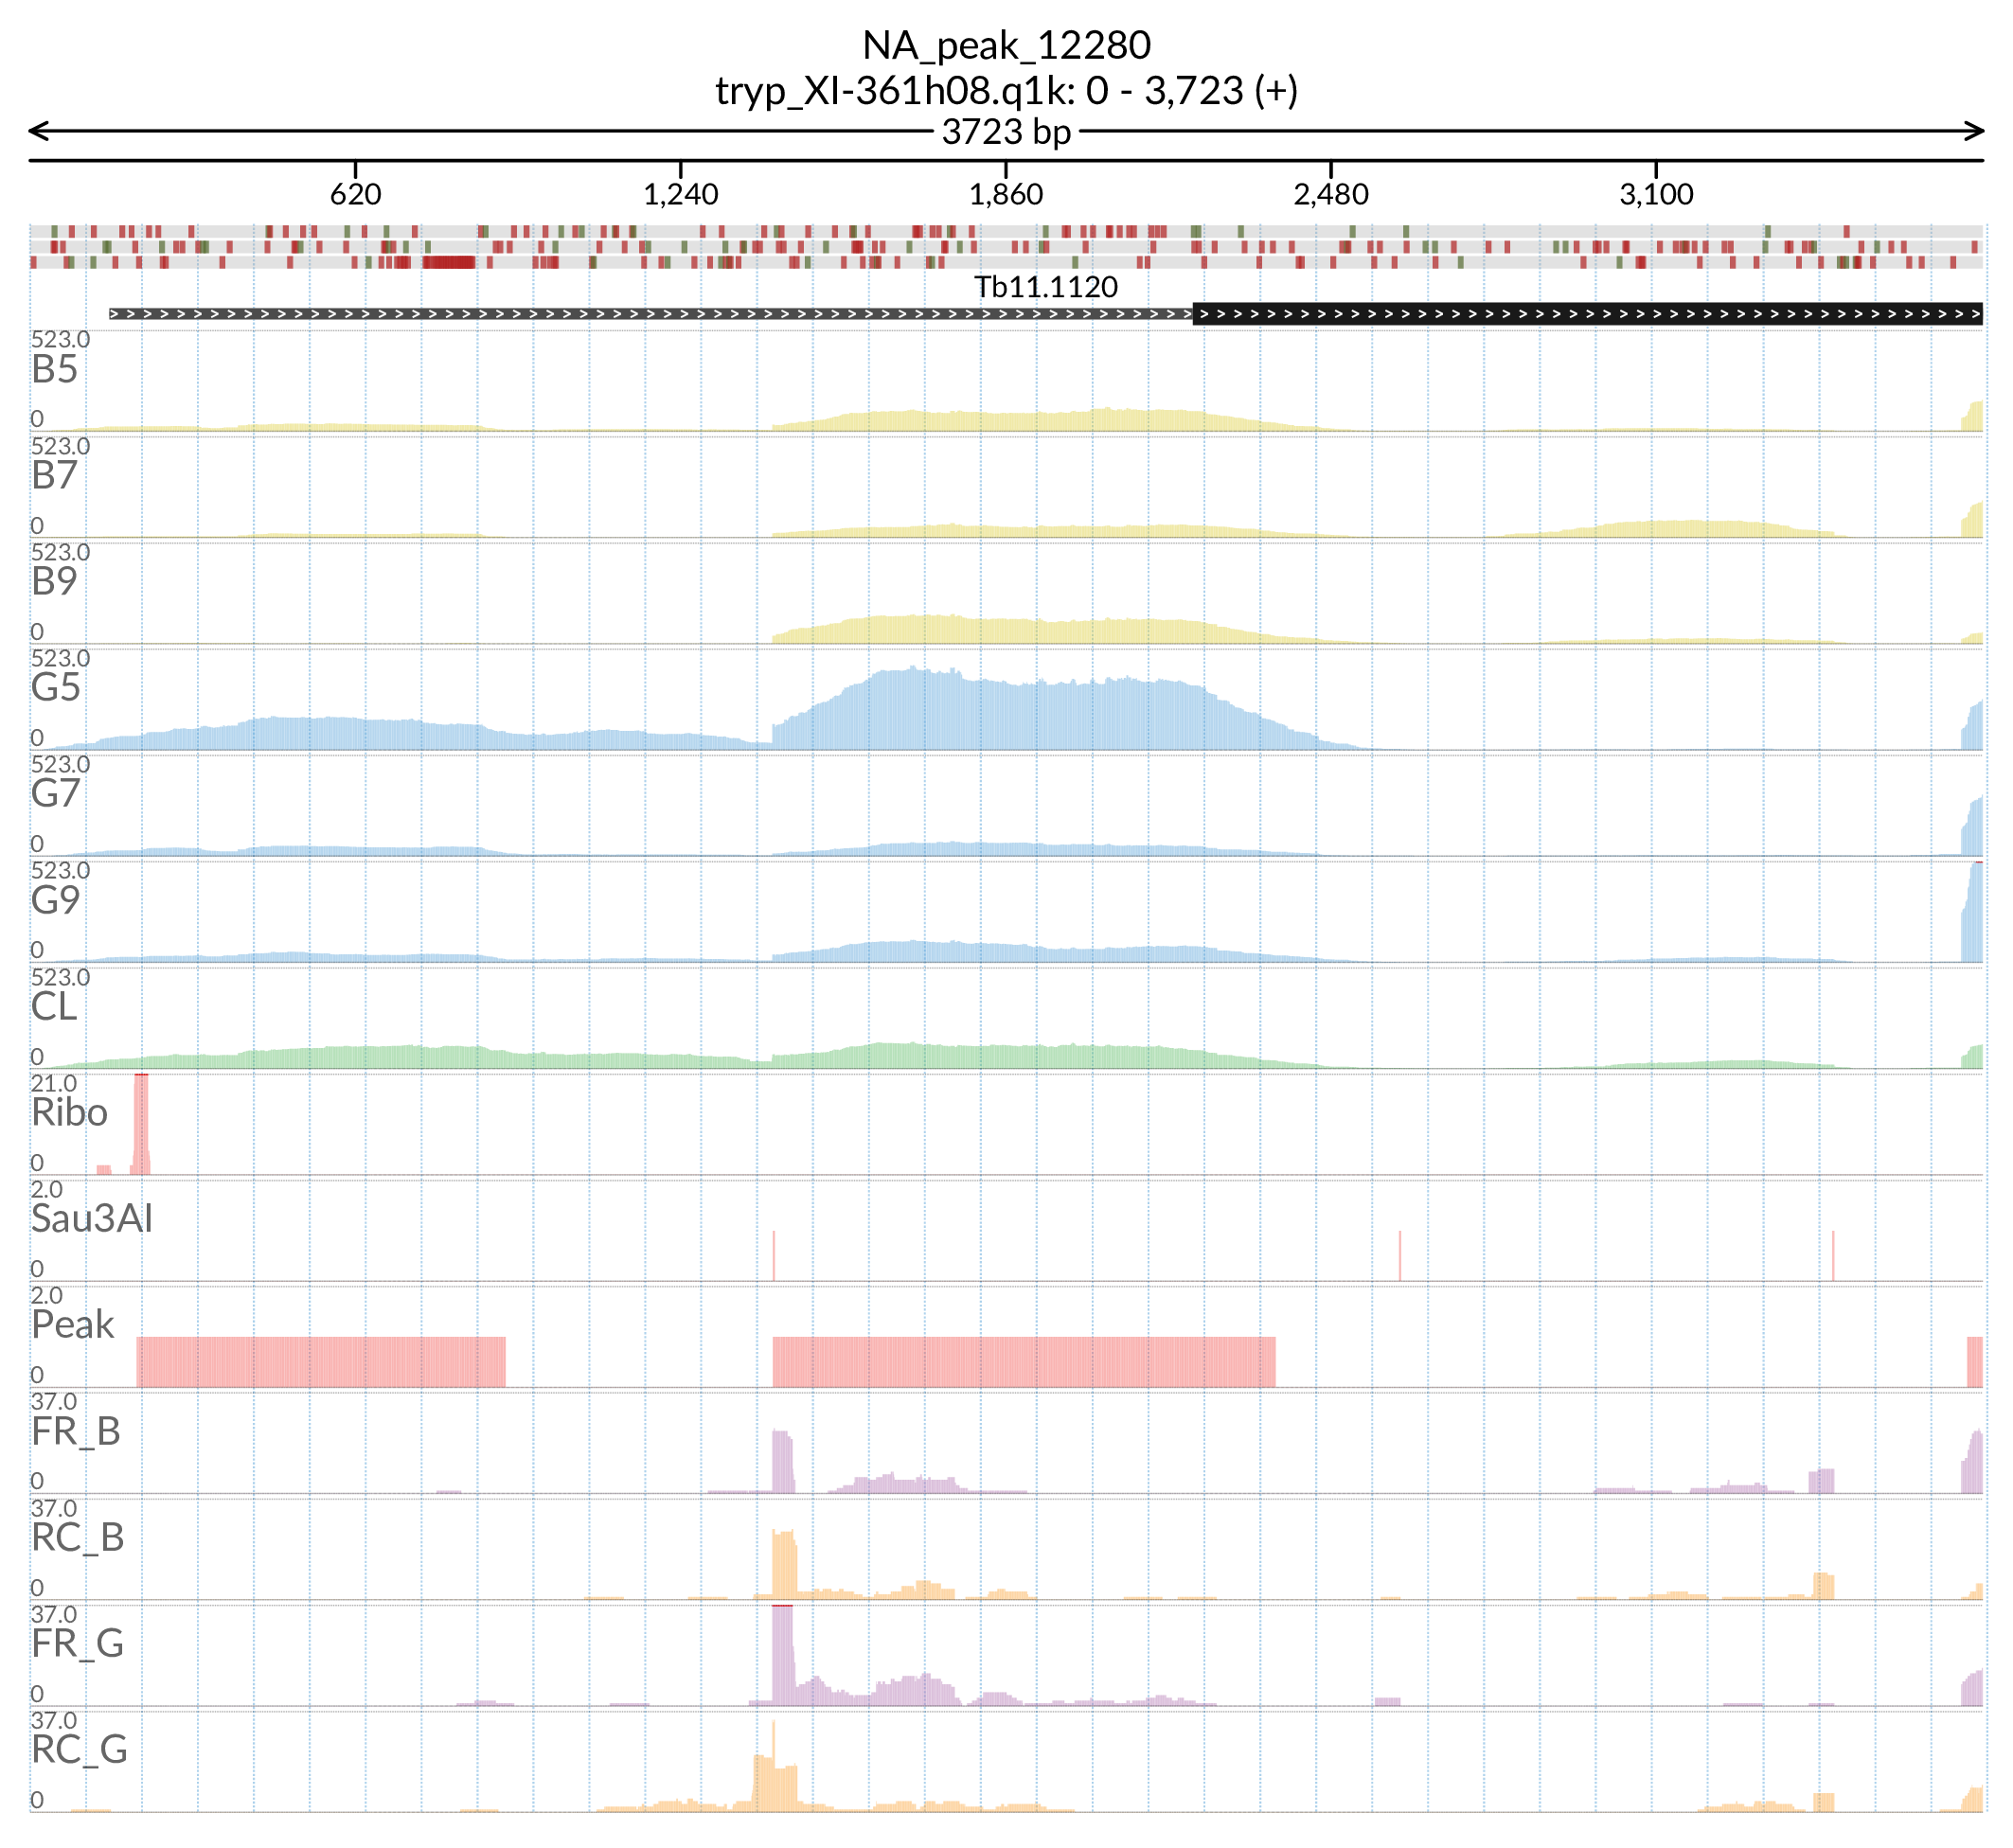 NA_peak_12280
tryp_XI-361h08.q1k: 0 - 3,723 (+)
3723 bp
620 1,240 1,860 2,480 3,100
Tb11.1120
523.0
B5
0
523.0
B7
0
523.0
B9
0
523.0
G5
0
523.0
G7
0
523.0
G9
0
523.0
CL
0
21.0
Ribo
0
2.0
Sau3AI
0
2.0
Peak
0
37.0
FR_B
0
37.0
RC_B
0
37.0
FR_G
0
37.0
RC_G
0